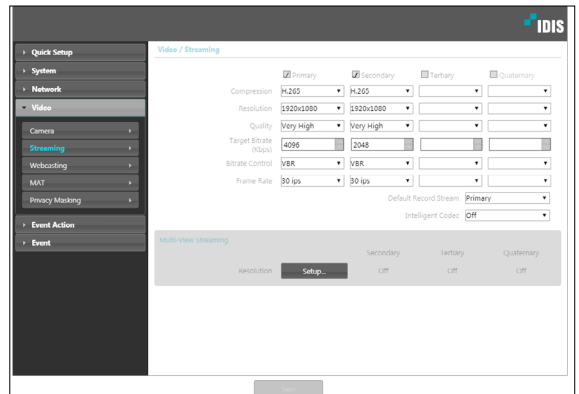 IDIS
Quick Setup
System
Network
Video
Camera
Streaming
Webcasting
MAT
Privacy Masking
Event Action
Event
Video / Streaming
Primary Secondary Tertiary Quaternary
Compression H.265 H.265
Resolution 1920x1080 1920x1080
Quality Very High Very High
Target Bitrate (Kbps) 4096 2048
Bitrate Control VBR VBR
Frame Rate 30 ips 30 ips
Default Record Stream Primary
Intelligent Codec Off
Multi-View Streaming
Secondary Tertiary Quaternary
Resolution Setup... Off Off Off
Save